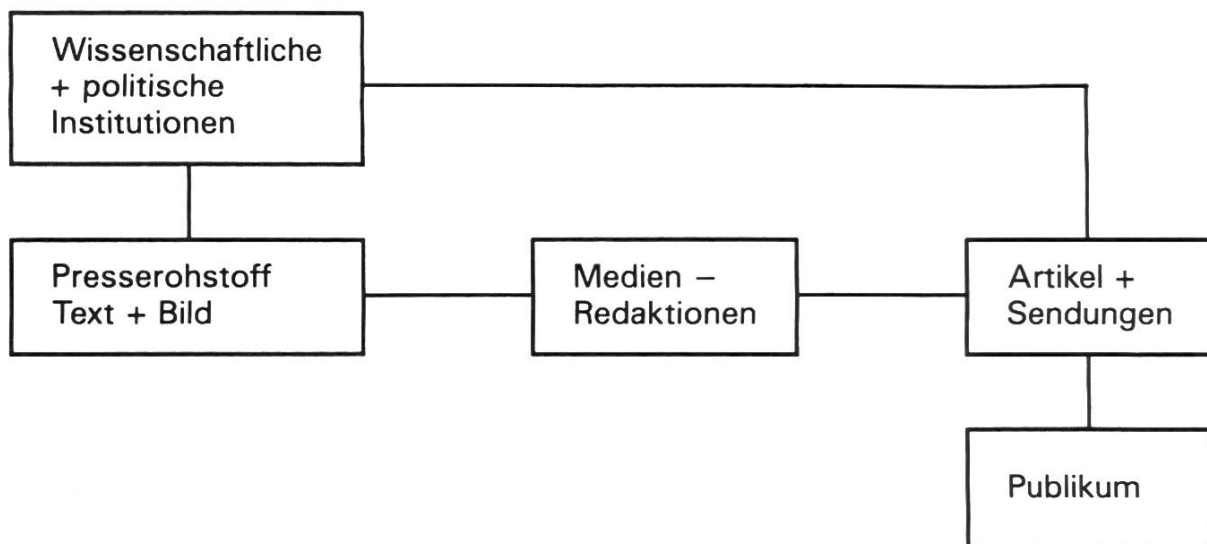 Wissenschaftliche
+ politische
Institutionen
Presserohstoff
Text + Bild
Medien –
Redaktionen
Artikel +
Sendungen
Publikum